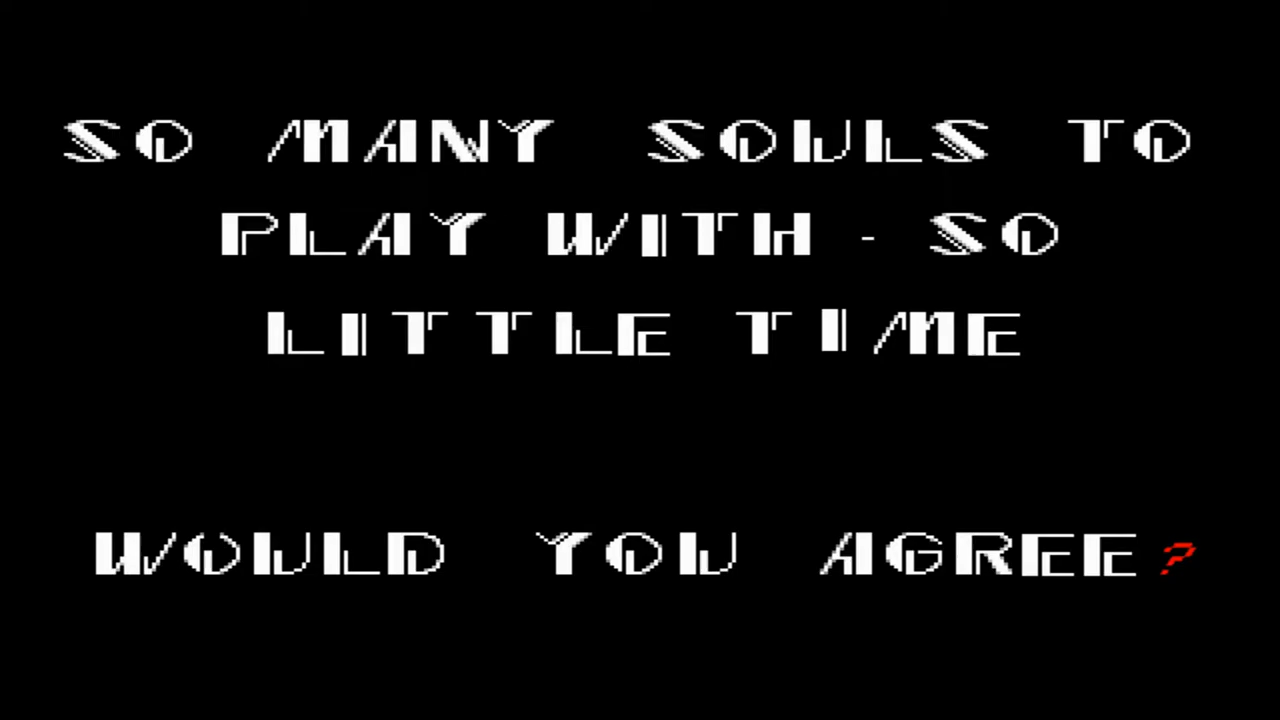 SO MANY SOULS TO
PLAY WITH - SO
LITTLE TIME
WOULD YOU AGREE?